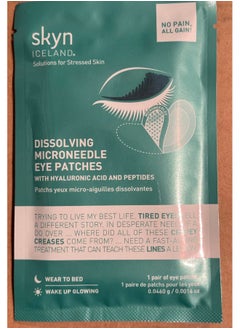 skyn
ICELAND
Solutions for Stressed Skin
NO PAIN,
ALL GAIN!
DISSOLVING
MICRONEEDLE
EYE PATCHES
WITH HYALURONIC ACID AND PEPTIDES
Patchs yeux micro-aiguilles dissolvantes
TRYING TO LIVE MY BEST LIFE. TIRED EYES
A DIFFERENT STORY. IN DESPERATE NEED OF A
DO OVER ... WHERE DID ALL OF THESE
CREASES COME FROM? ... NEED A FAST-
TREATMENT THAT CAN TEACH THESE LINES A
WEAR TO BED
WAKE UP GLOWING
1 pair of eye patches
1 paire de patchs pour les yeux
0.0460 g / 0.0016 oz